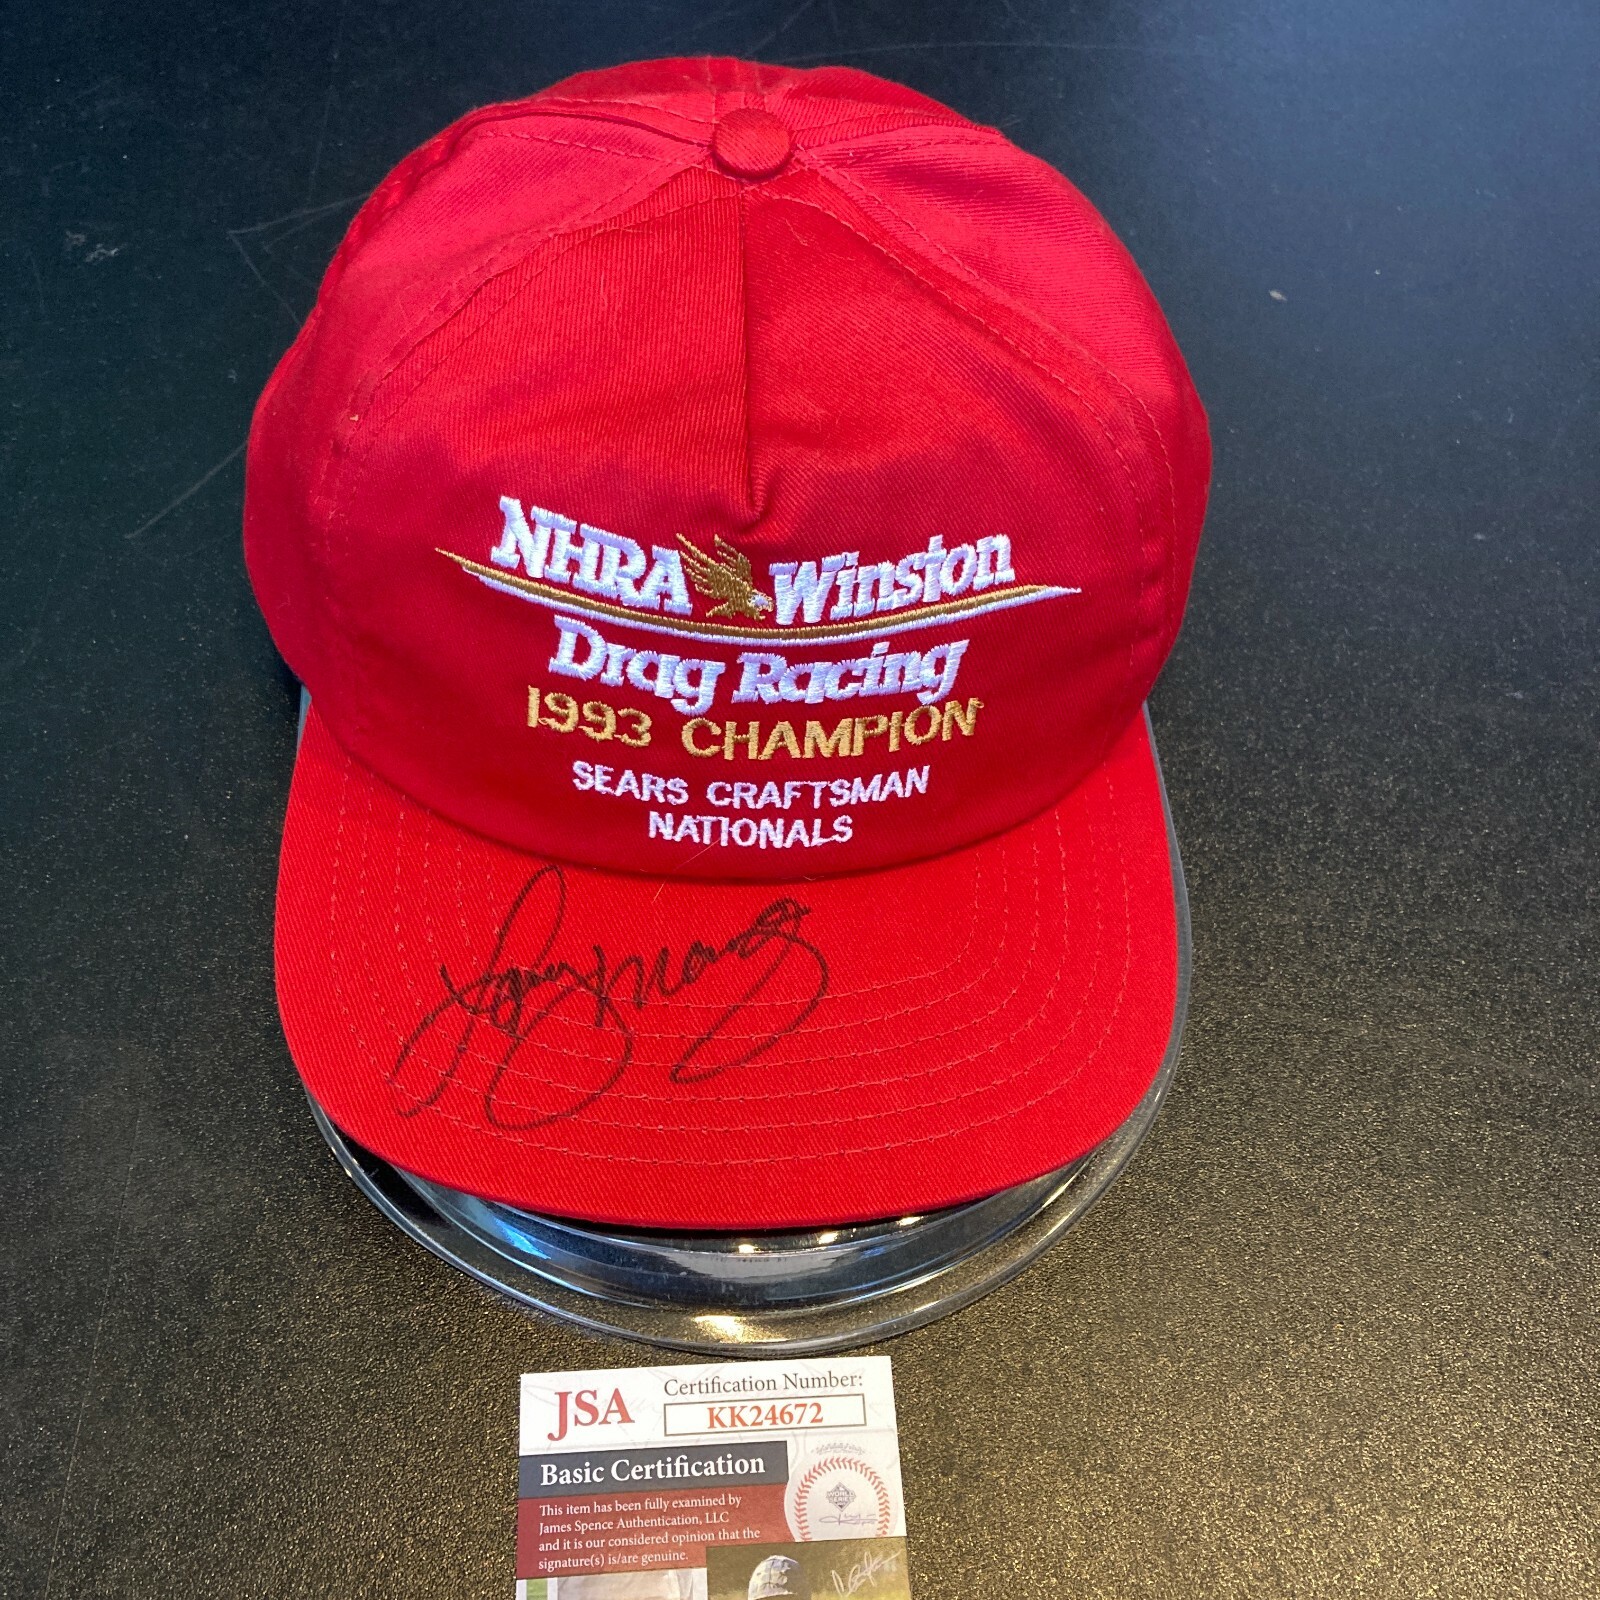 NHRA Winston
Drag Racing
1993 CHAMPION
SEARS CRAFTSMAN
NATIONALS
JSA
Certification Number:
KK24672
Basic Certification
This item has been fully examined by
James Spence Authentication, LLC
and it is our considered opinion that the
signature(s) is/are genuine.